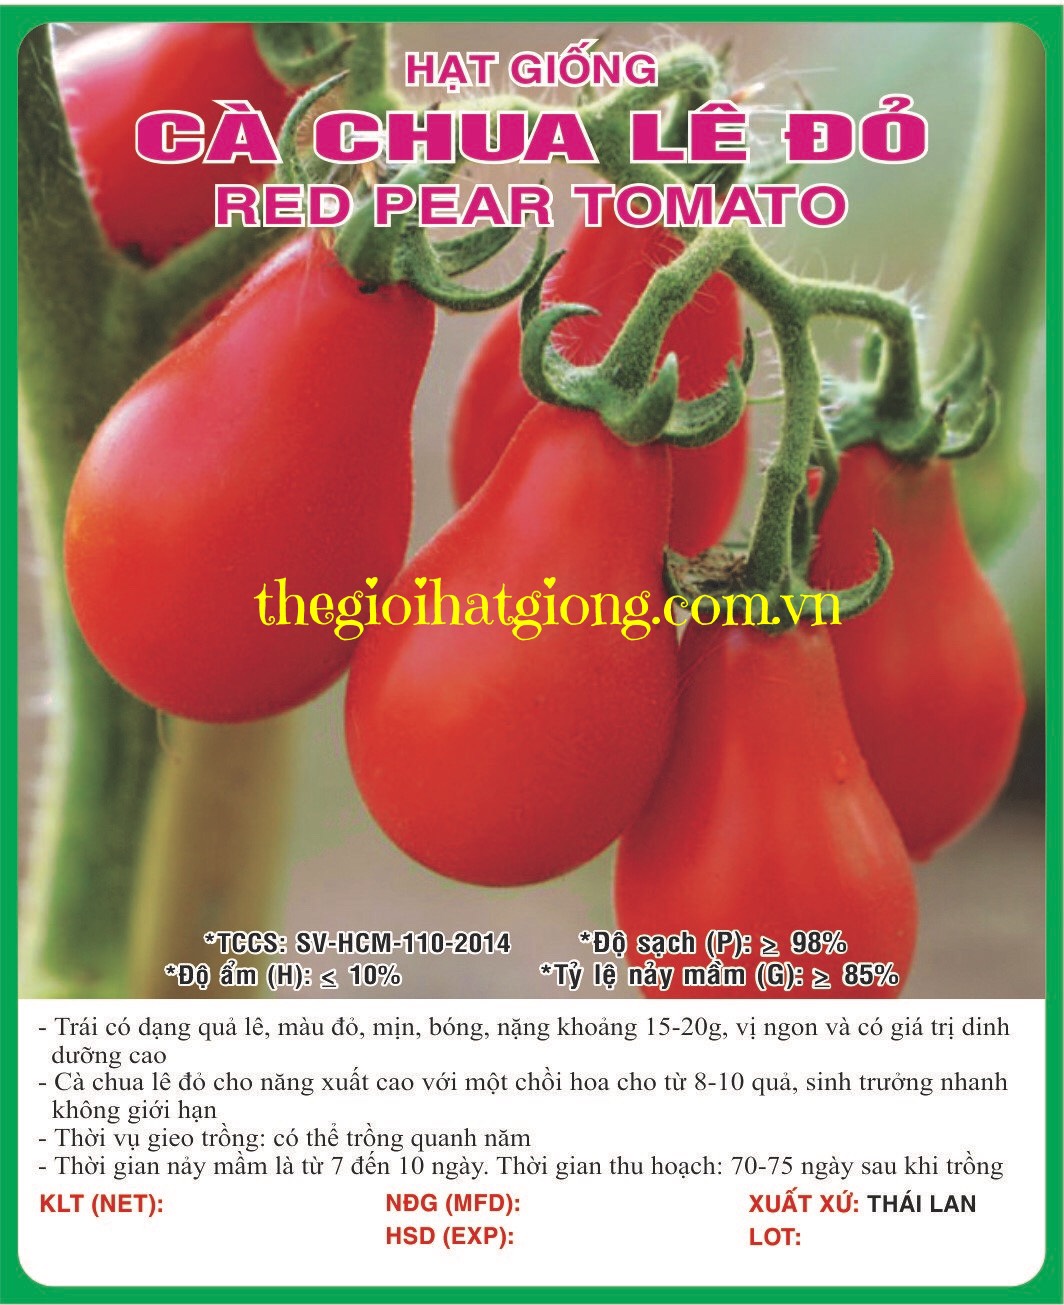 HẠT GIỐNG
CÀ CHUA LÊ ĐỎ
RED PEAR TOMATO
thegioihatgiong.com.vn
*TCCS: SV-HCM-110-2014 *Độ sạch (P): ≥ 98%
*Độ ẩm (H): ≤ 10% *Tỷ lệ nảy mầm (G): ≥ 85%
- Trái có dạng quả lê, màu đỏ, mịn, bóng, nặng khoảng 15-20g, vị ngon và có giá trị dinh
dưỡng cao
- Cà chua lê đỏ cho năng xuất cao với một chồi hoa cho từ 8-10 quả, sinh trưởng nhanh
không giới hạn
- Thời vụ gieo trồng: có thể trồng quanh năm
- Thời gian nảy mầm là từ 7 đến 10 ngày. Thời gian thu hoạch: 70-75 ngày sau khi trồng
KLT (NET): NĐG (MFD): XUẤT XỨ: THÁI LAN
HSD (EXP): LOT: